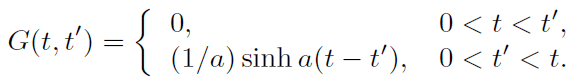 G(t, t′) = { 0, 0 < t < t′,
(1/a) sinh a(t − t′), 0 < t′ < t.